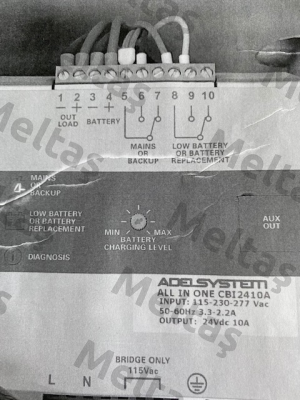 1 2 3 4 5 6 7 8 9 10
- + - +
OUT
LOAD
BATTERY
MAINS
OR
BACKUP
LOW BATTERY
OR BATTERY
REPLACEMENT
MAINS
OR
BACKUP
LOW BATTERY
OR BATTERY
REPLACEMENT
DIAGNOSIS
MIN MAX
BATTERY
CHARGING LEVEL
AUX
OUT
ADELSYSTEM
ALL IN ONE CBI2410A
INPUT: 115-230-277 Vac
50-60Hz 3.3-2.2A
OUTPUT: 24Vdc 10A
BRIDGE ONLY
115Vac
L N
Meltaş